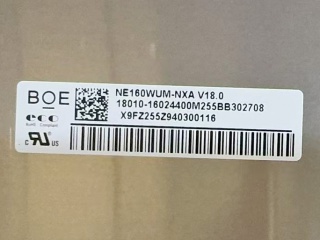 BOE
NE160WUM-NXA V18.0
18010-16024400M255BB302708
X9FZ255Z940300116
eco
c
US